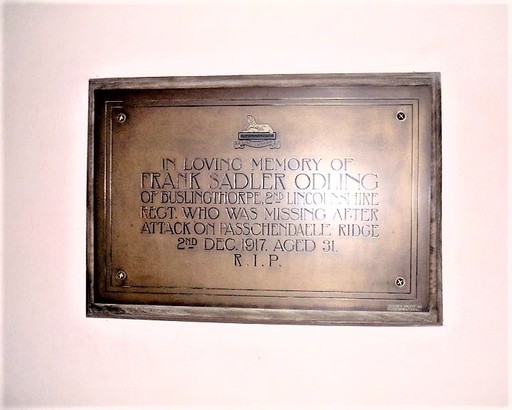 IN LOVING MEMORY OF
FRANK SADLER ODLING
OF BUSLINGTHORPE, 2ND LINCOLNSHIRE
REGT. WHO WAS MISSING AFTER
ATTACK ON PASSCHENDAELE RIDGE
2ND DEC. 1917. AGED 31.
R.I.P.